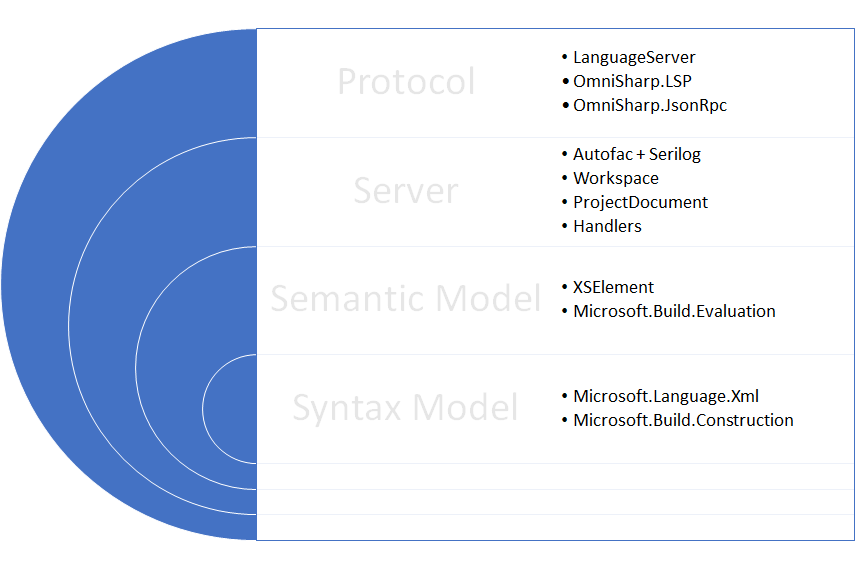 Protocol
• LanguageServer
• OmniSharp.LSP
• OmniSharp.JsonRpc
Server
• Autofac + Serilog
• Workspace
• ProjectDocument
• Handlers
Semantic Model
• XSElement
• Microsoft.Build.Evaluation
Syntax Model
• Microsoft.Language.Xml
• Microsoft.Build.Construction